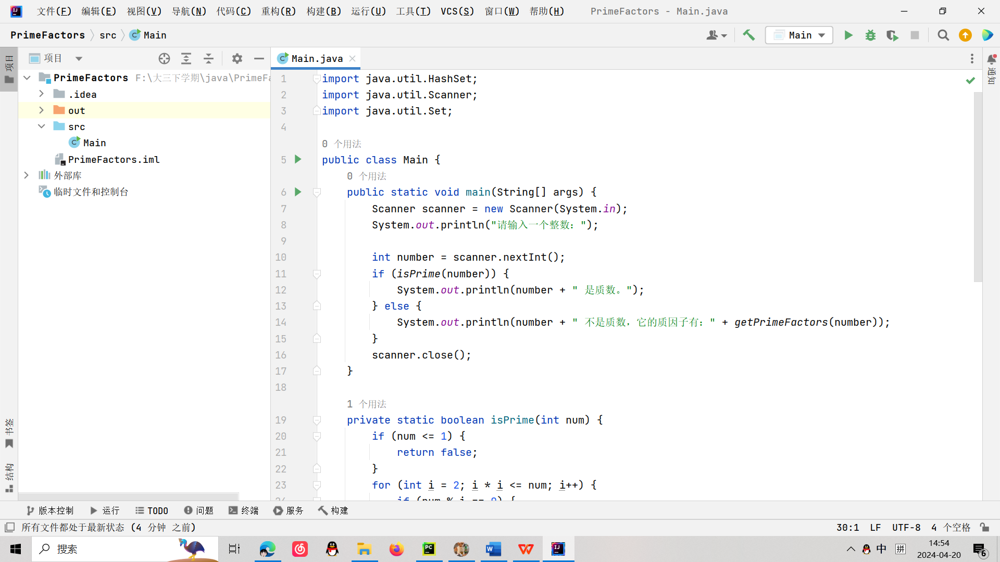 文件(F) 编辑(E) 视图(V) 导航(N) 代码(C) 重构(R) 构建(B) 运行(U) 工具(T) VCS(S) 窗口(W) 帮助(H) PrimeFactors - Main.java
PrimeFactors src Main
Main
项目
Main.java
项目
通知
PrimeFactors F:\大三下学期\java\PrimeFa
.idea
out
src
Main
PrimeFactors.iml
外部库
临时文件和控制台
书签
结构
1 import java.util.HashSet;
2 import java.util.Scanner;
3 import java.util.Set;
4
0 个用法
5 public class Main {
0 个用法
6 public static void main(String[] args) {
7 Scanner scanner = new Scanner(System.in);
8 System.out.println("请输入一个整数：");
9
10 int number = scanner.nextInt();
11 if (isPrime(number)) {
12 System.out.println(number + " 是质数。");
13 } else {
14 System.out.println(number + " 不是质数，它的质因子有：" + getPrimeFactors(number));
15 }
16 scanner.close();
17 }
18
1 个用法
19 private static boolean isPrime(int num) {
20 if (num <= 1) {
21 return false;
22 }
23 for (int i = 2; i * i <= num; i++) {
24 if (num % i == 0) {
版本控制 运行 TODO 问题 终端 服务 构建
所有文件都处于最新状态 (4 分钟 之前) 30:1 LF UTF-8 4 个空格
搜索
PC
W
IJ
中 拼
14:54
2024-04-20
6